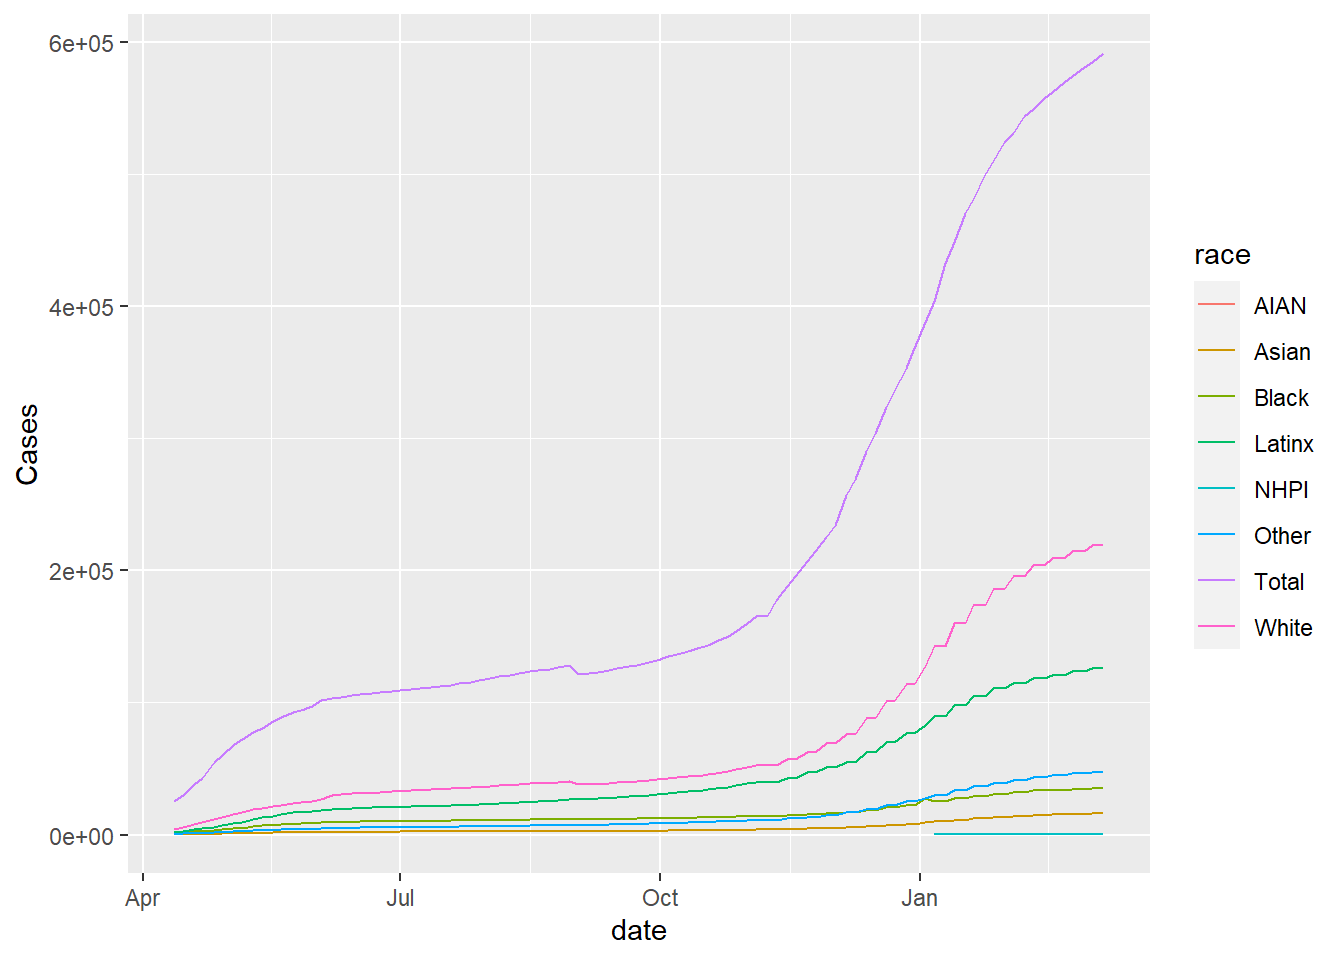 6e+05
4e+05
2e+05
0e+00
Cases
Apr
Jul
Oct
Jan
date
race
AIAN
Asian
Black
Latinx
NHPI
Other
Total
White